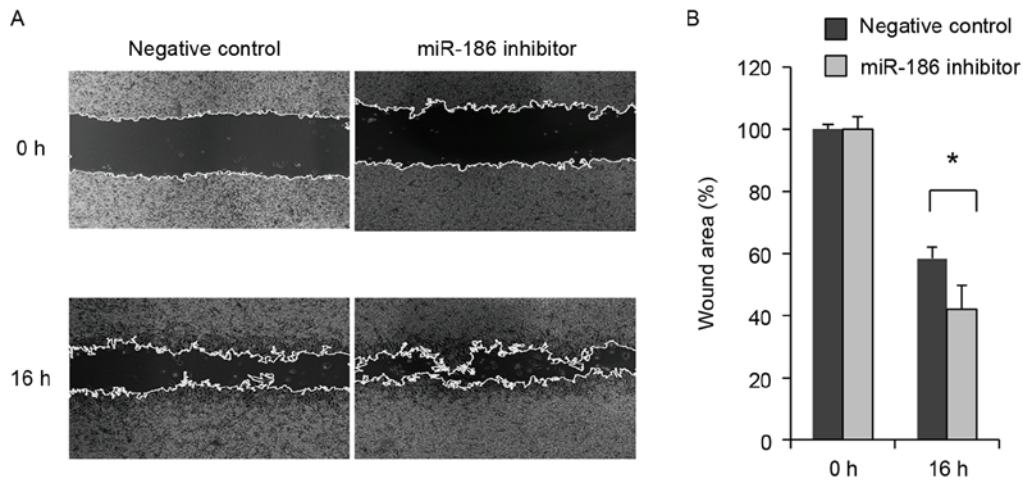 A
Negative control
miR-186 inhibitor
0 h
16 h
B
Negative control
miR-186 inhibitor
Wound area (%)
120
100
80
60
40
20
0
*
0 h
16 h